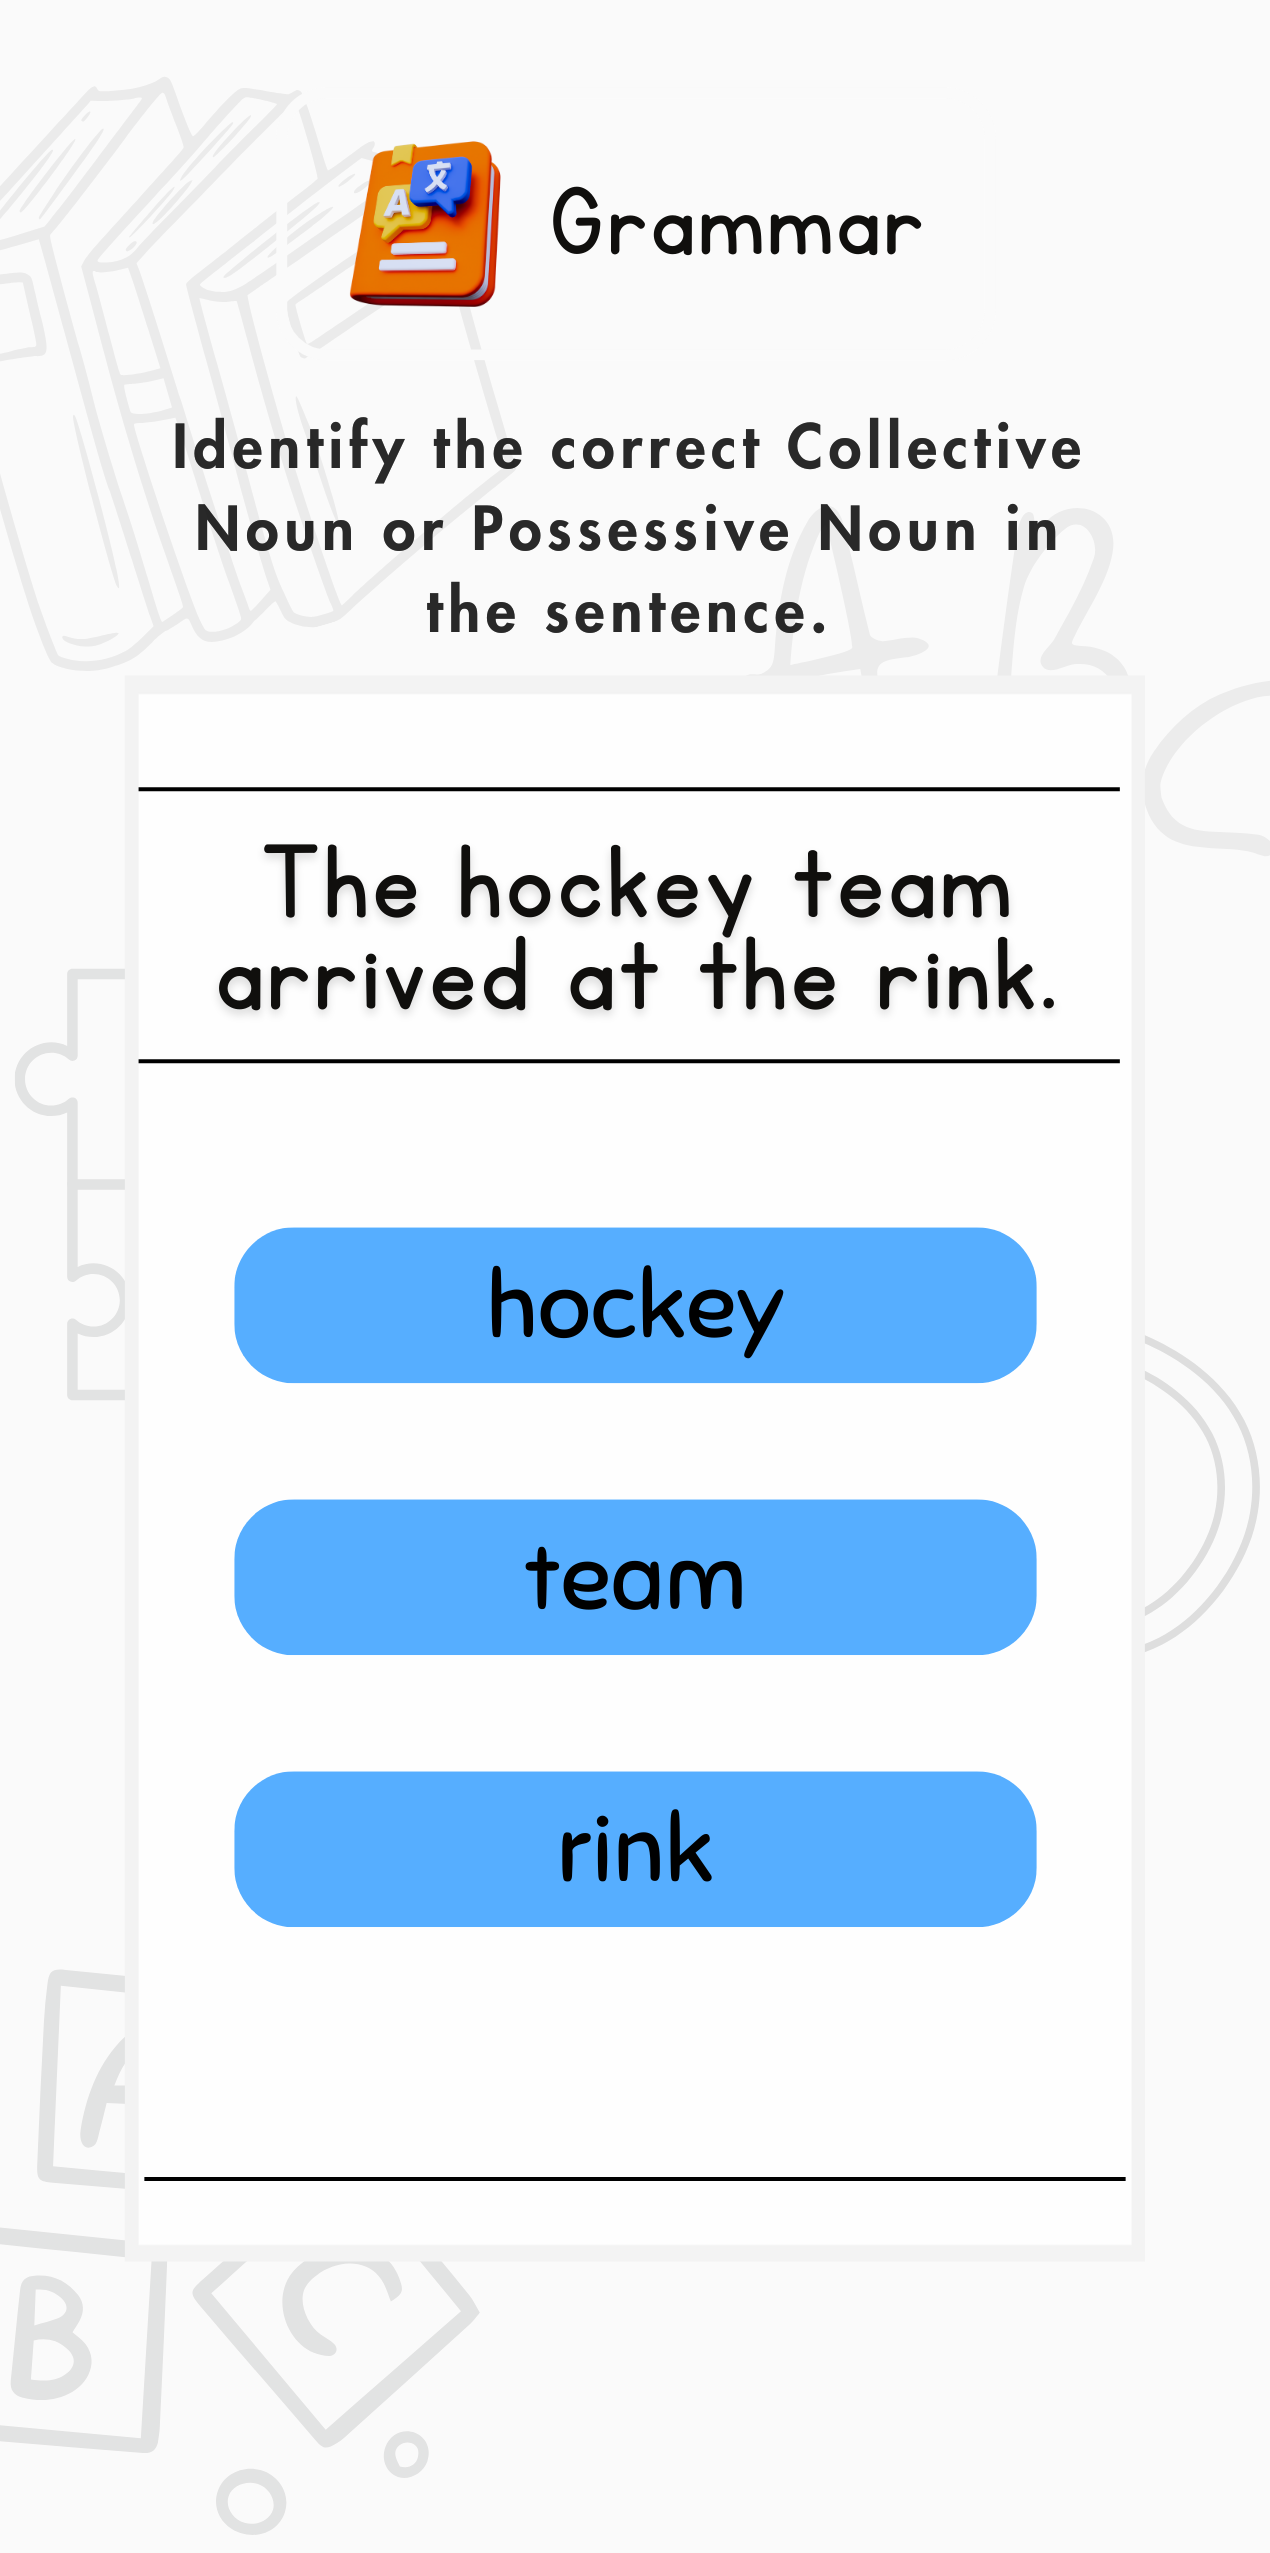 A
文
Grammar
Identify the correct Collective
Noun or Possessive Noun in
the sentence.
A B
The hockey team
arrived at the rink.
hockey
team
rink
A
B
C